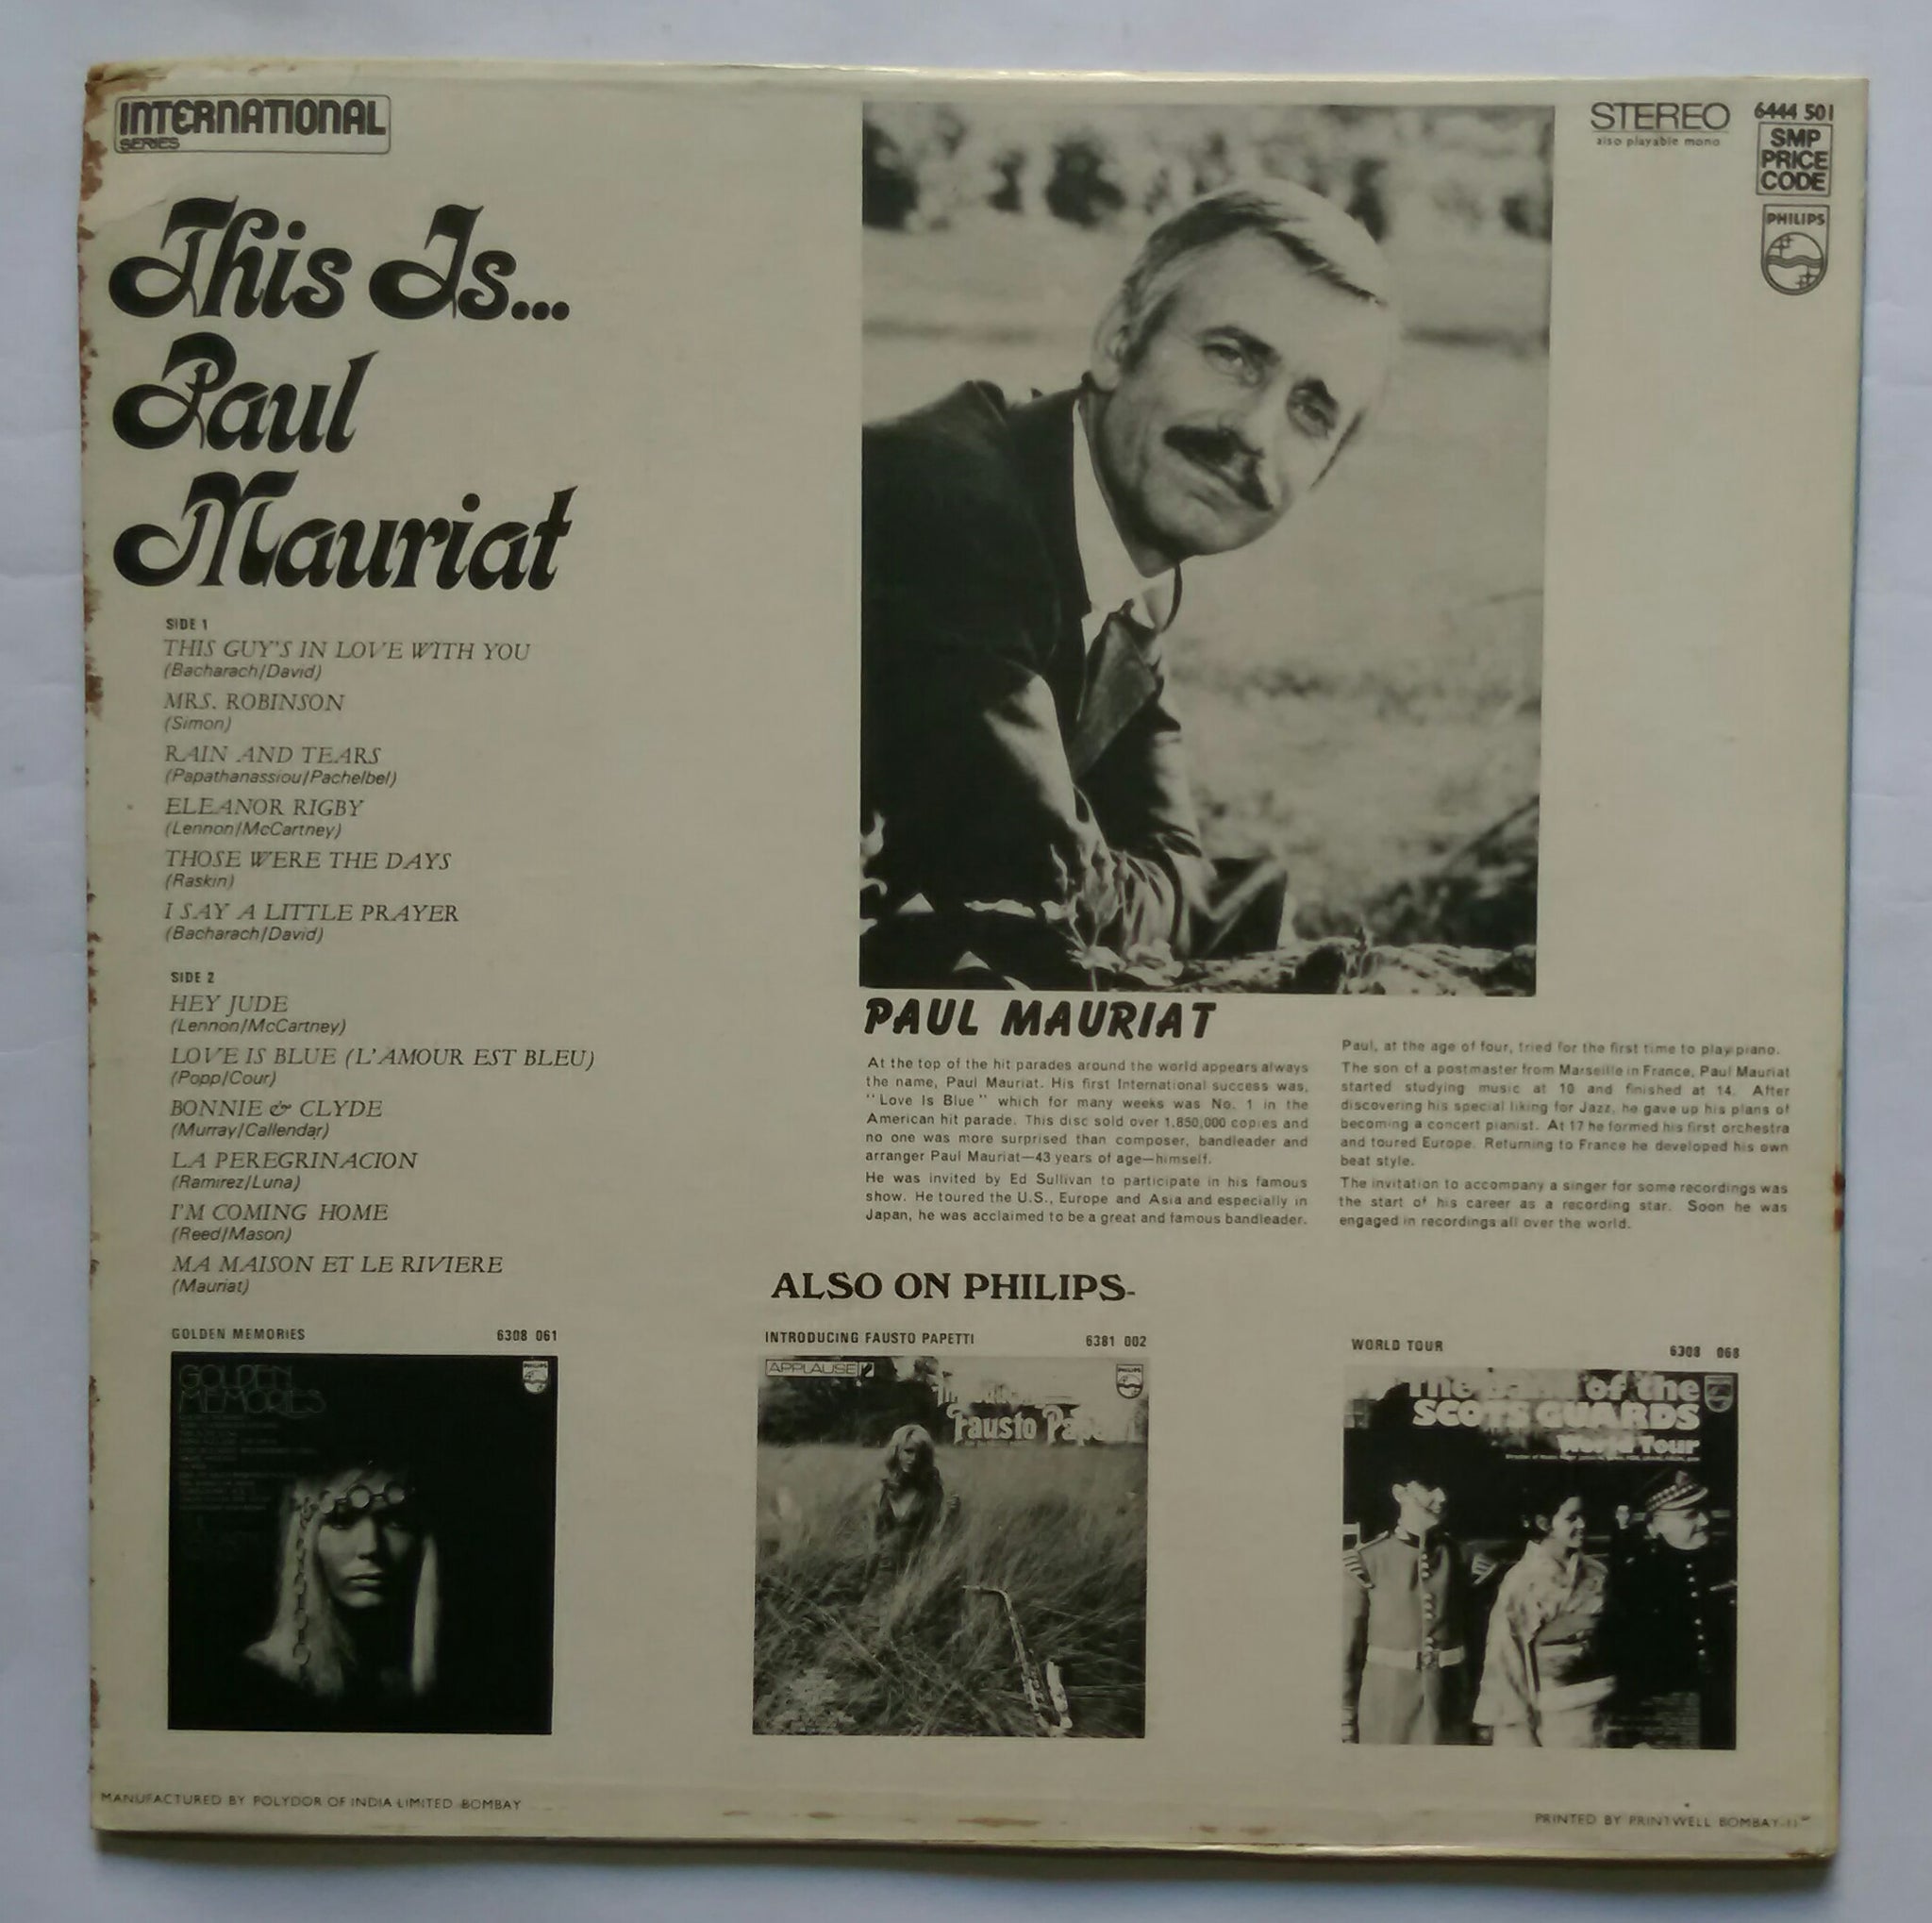 INTERNATIONAL
SERIES
STEREO
also playable mono
6444 501
SMP
PRICE
CODE
PHILIPS
This Is...
Paul
Mauriat
SIDE 1
THIS GUY'S IN LOVE WITH YOU
(Bacharach/David)
MRS. ROBINSON
(Simon)
RAIN AND TEARS
(Papathanassiou/Pachelbel)
ELEANOR RIGBY
(Lennon/McCartney)
THOSE WERE THE DAYS
(Raskin)
I SAY A LITTLE PRAYER
(Bacharach/David)
SIDE 2
HEY JUDE
(Lennon/McCartney)
LOVE IS BLUE (L'AMOUR EST BLEU)
(Popp/Cour)
BONNIE & CLYDE
(Murray/Callendar)
LA PEREGRINACION
(Ramirez/Luna)
I'M COMING HOME
(Reed/Mason)
MA MAISON ET LE RIVIERE
(Mauriat)
PAUL MAURIAT
At the top of the hit parades around the world appears always
the name, Paul Mauriat. His first International success was,
"Love Is Blue" which for many weeks was No. 1 in the
American hit parade. This disc sold over 1,850,000 copies and
no one was more surprised than composer, bandleader and
arranger Paul Mauriat—43 years of age—himself.
He was invited by Ed Sullivan to participate in his famous
show. He toured the U.S., Europe and Asia and especially in
Japan, he was acclaimed to be a great and famous bandleader.
Paul, at the age of four, tried for the first time to play piano.
The son of a postmaster from Marseille in France, Paul Mauriat
started studying music at 10 and finished at 14. After
discovering his special liking for Jazz, he gave up his plans of
becoming a concert pianist. At 17 he formed his first orchestra
and toured Europe. Returning to France he developed his own
beat style.
The invitation to accompany a singer for some recordings was
the start of his career as a recording star. Soon he was
engaged in recordings all over the world.
ALSO ON PHILIPS-
GOLDEN MEMORIES 6308 061
GOLDEN
MEMORIES
PHILIPS
INTRODUCING FAUSTO PAPETTI 6381 002
APPLAUSE
PHILIPS
Fausto
WORLD TOUR 6308 068
The Band of the
SCOTS GUARDS
World Tour
MANUFACTURED BY POLYDOR OF INDIA LIMITED BOMBAY
PRINTED BY PRINTWELL BOMBAY-11